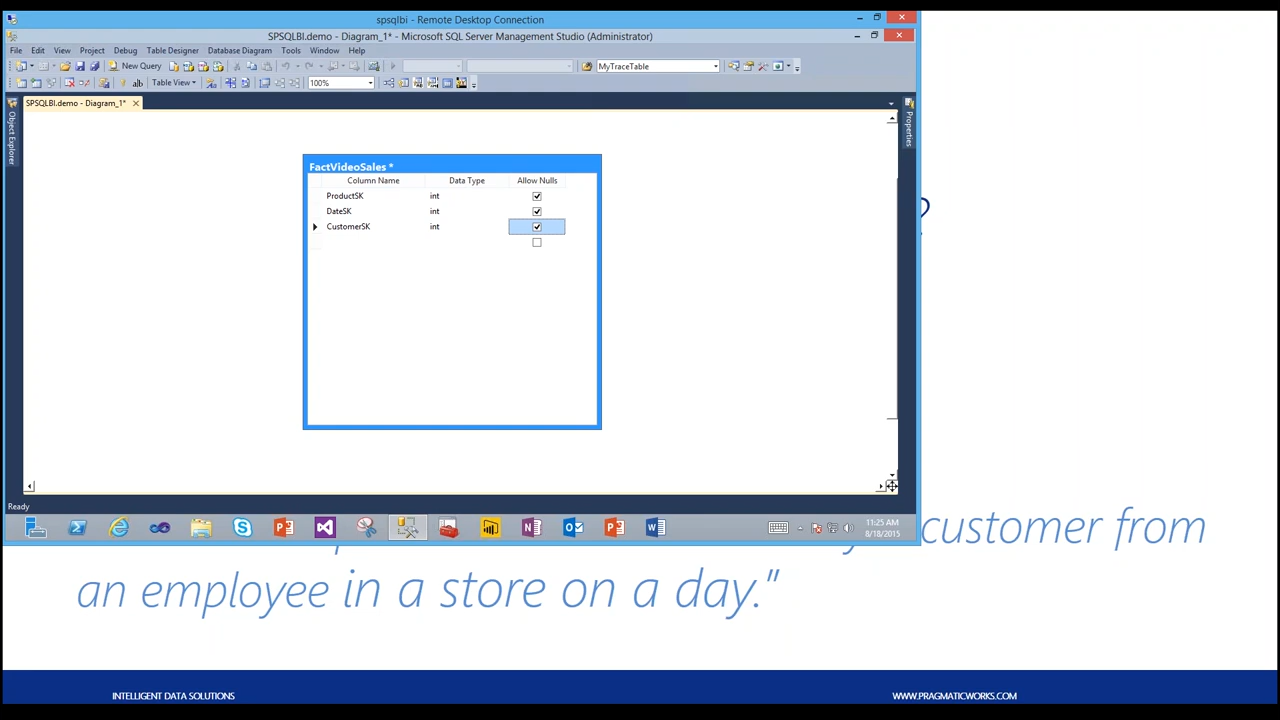 spsqlbi - Remote Desktop Connection
SPSQLBI.demo - Diagram_1* - Microsoft SQL Server Management Studio (Administrator)
File Edit View Project Debug Table Designer Database Diagram Tools Window Help
New Query MyTraceTable
Table View 100%
SPSQLBI.demo - Diagram_1*
Object Explorer
Properties
FactVideoSales *
Column Name Data Type Allow Nulls
ProductSK int
DateSK int
CustomerSK int
Ready
11:25 AM
8/18/2015
customer from
an employee in a store on a day."
INTELLIGENT DATA SOLUTIONS
WWW.PRAGMATICWORKS.COM